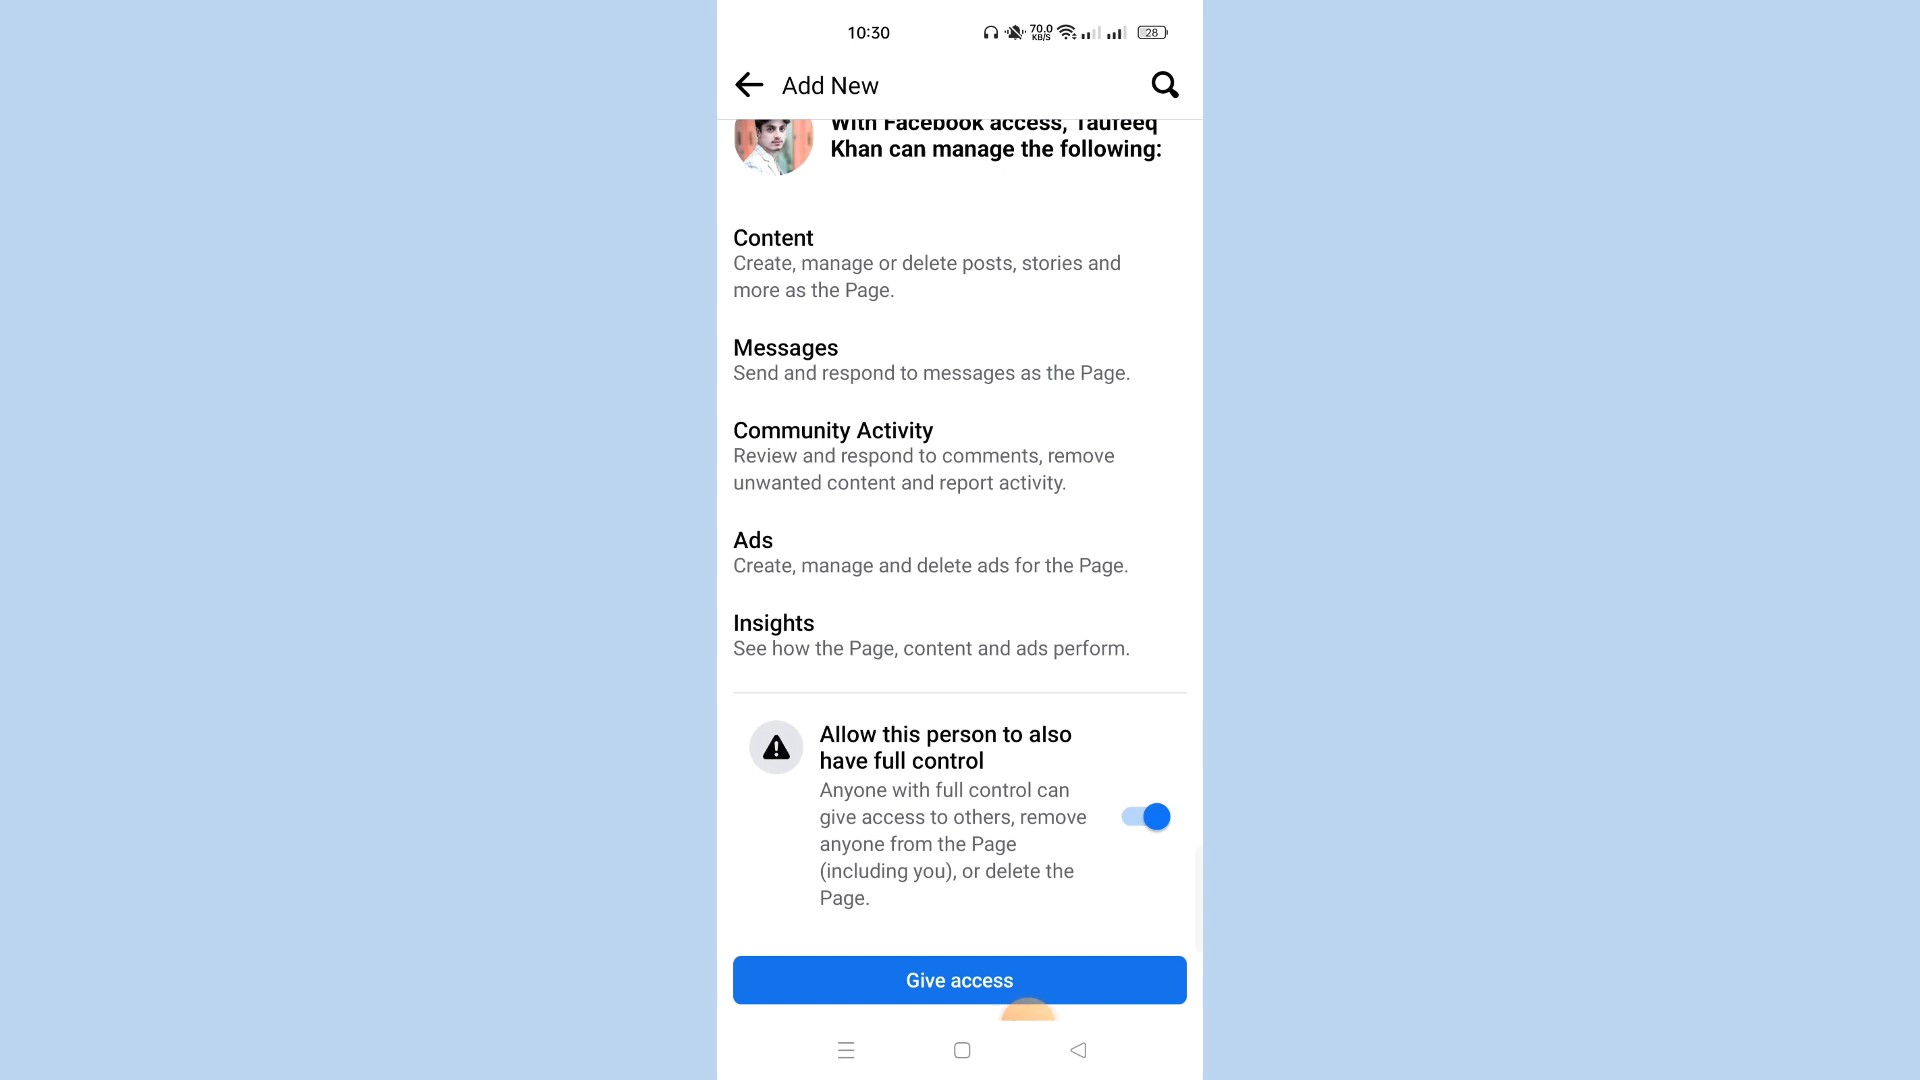 10:30
70.0
KB/S
28
Add New
With Facebook access, Taufeeq
Khan can manage the following:
Content
Create, manage or delete posts, stories and
more as the Page.
Messages
Send and respond to messages as the Page.
Community Activity
Review and respond to comments, remove
unwanted content and report activity.
Ads
Create, manage and delete ads for the Page.
Insights
See how the Page, content and ads perform.
Allow this person to also
have full control
Anyone with full control can
give access to others, remove
anyone from the Page
(including you), or delete the
Page.
Give access